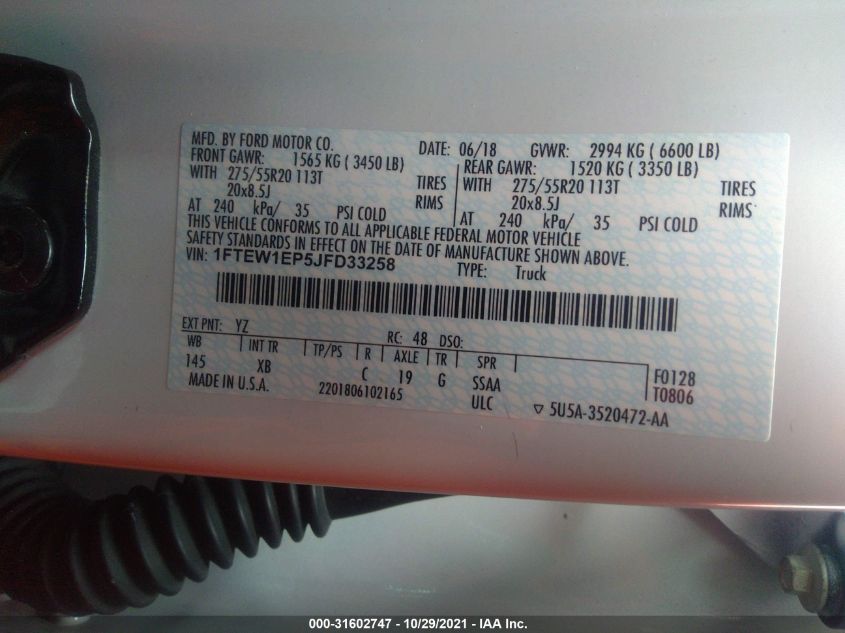 MFD. BY FORD MOTOR CO.
DATE: 06/18 GVWR: 2994 KG ( 6600 LB)
FRONT GAWR: 1565 KG ( 3450 LB)
WITH 275/55R20 113T TIRES
20x8.5J RIMS
AT 240 kPa/ 35 PSI COLD
REAR GAWR: 1520 KG ( 3350 LB)
WITH 275/55R20 113T TIRES
20x8.5J RIMS
AT 240 kPa/ 35 PSI COLD
THIS VEHICLE CONFORMS TO ALL APPLICABLE FEDERAL MOTOR VEHICLE
SAFETY STANDARDS IN EFFECT ON THE DATE OF MANUFACTURE SHOWN ABOVE.
VIN: 1FTEW1EP5JFD33258
TYPE: Truck
EXT PNT: YZ RC: 48 DSO:
WB INT TR TP/PS R AXLE TR SPR
145 XB C 19 G SSAA
F0128
T0806
MADE IN U.S.A. 2201806102165 ULC
▽ 5U5A-3520472-AA
000-31602747 - 10/29/2021 - IAA Inc.